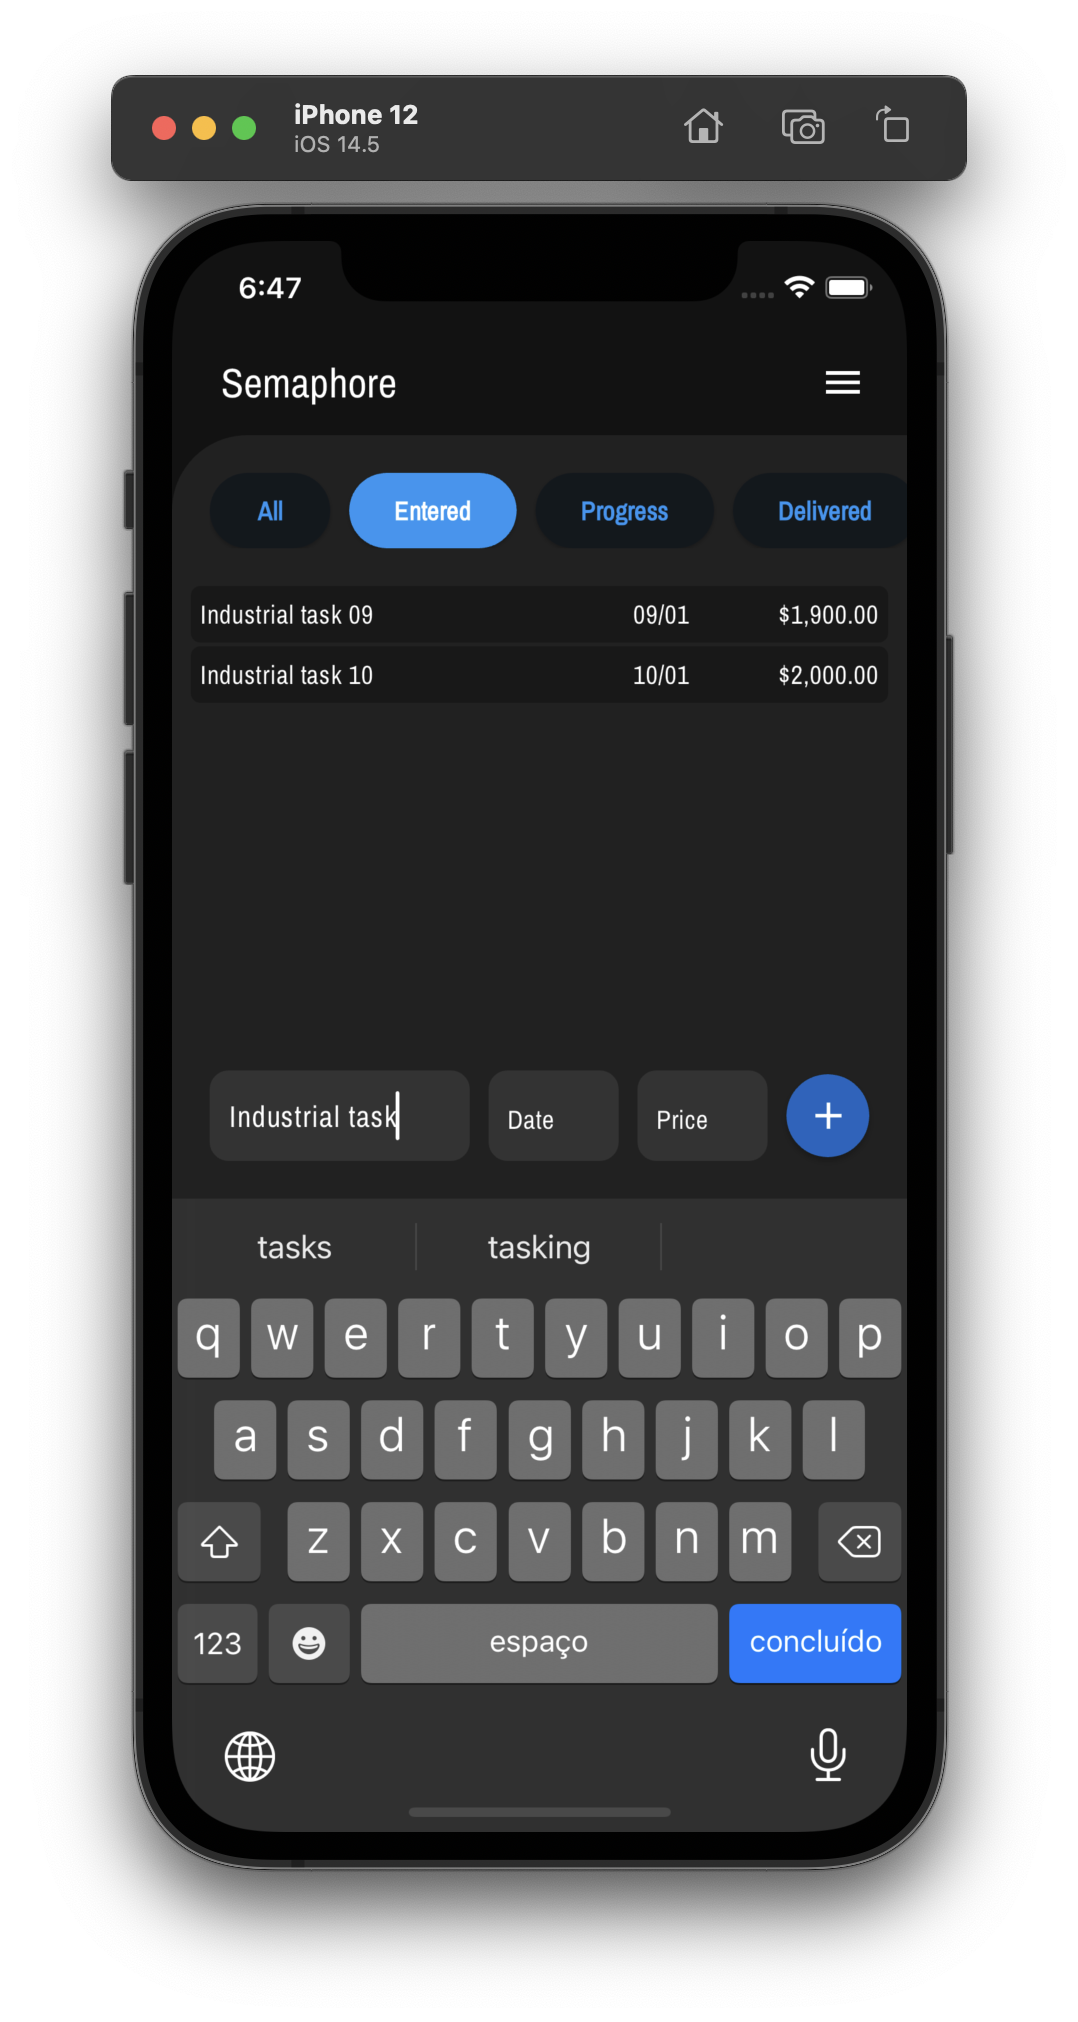 iPhone 12
iOS 14.5
6:47
Semaphore
All Entered Progress Delivered
Industrial task 09 09/01 $1,900.00
Industrial task 10 10/01 $2,000.00
Industrial task Date Price +
tasks tasking
q w e r t y u i o p
a s d f g h j k l
z x c v b n m
123 espaço concluído